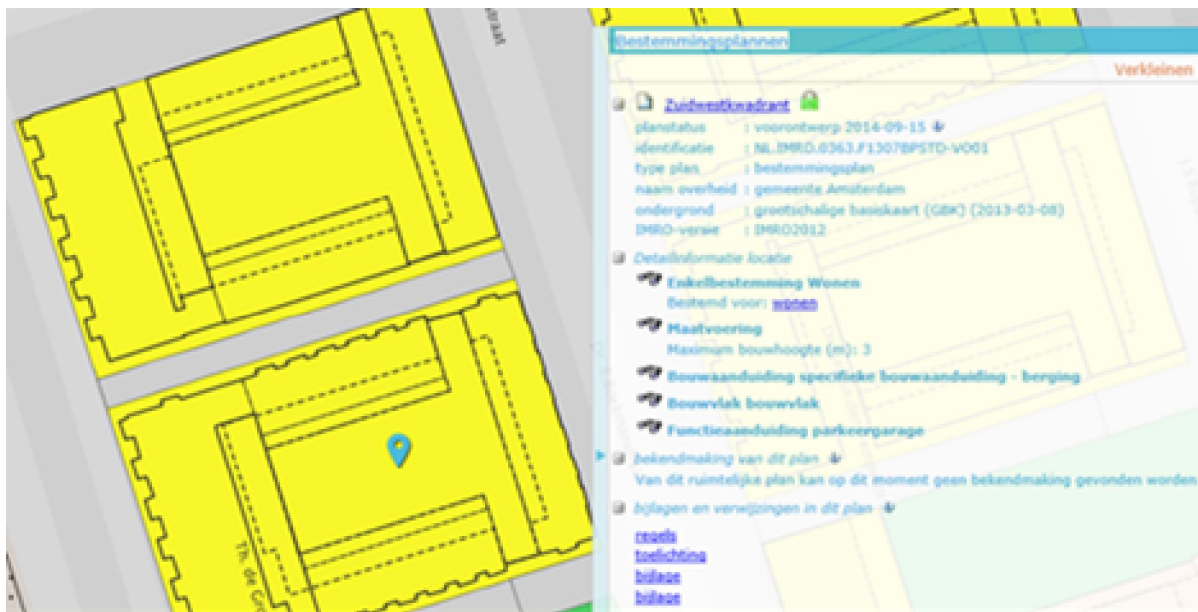 straat
Bestemmingsplannen
Verkleinen
Zuidwestkwadrant
planstatus : voorontwerp 2014-09-15
identificatie : NL.IMRO.0363.F1307BPSTD-VO01
type plan : bestemmingsplan
naam overheid : gemeente Amsterdam
ondergrond : grootschalige basiskaart (GBK) (2013-03-08)
IMRO-versie : IMRO2012
Detailinformatie locatie
Enkelbestemming Wonen
Bestemd voor: wonen
Maatvoering
Maximum bouwhoogte (m): 3
Bouwaanduiding specifieke bouwaanduiding - berging
Bouwvlak bouwvlak
Functieaanduiding parkeergarage
bekendmaking van dit plan
Van dit ruimtelijke plan kan op dit moment geen bekendmaking gevonden worden
bijlagen en verwijzingen in dit plan
regels
toelichting
bijlage
bijlage
Th. de Gr